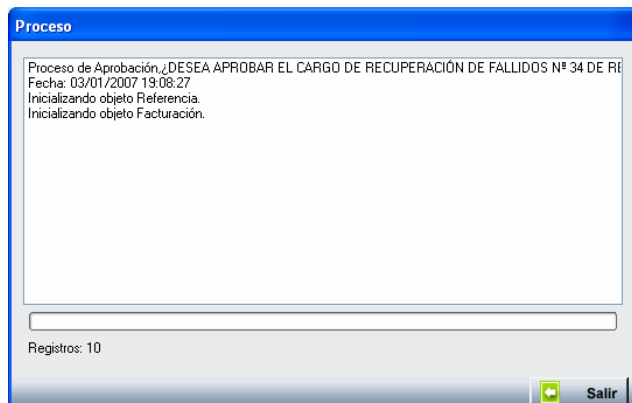 Proceso
Proceso de Aprobación,¿DESEA APROBAR EL CARGO DE RECUPERACIÓN DE FALLIDOS Nº 34 DE RE
Fecha: 03/01/2007 19:08:27
Inicializando objeto Referencia.
Inicializando objeto Facturación.
Registros: 10
Salir